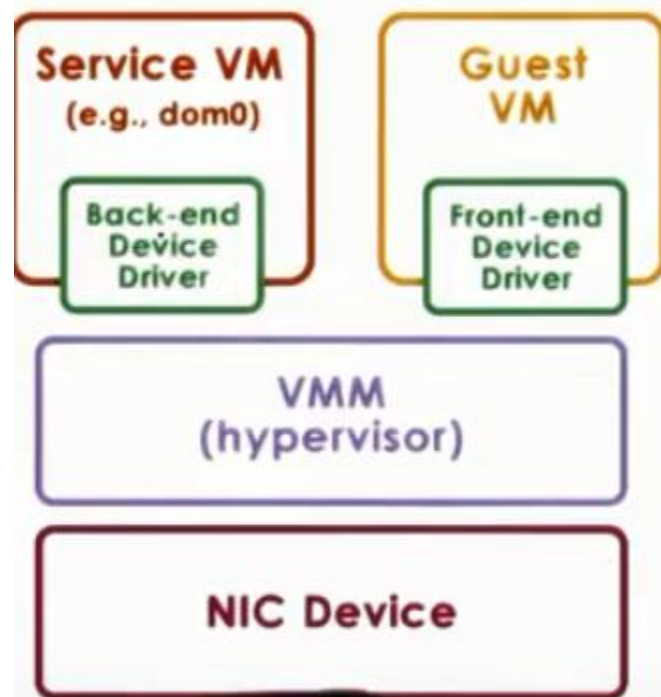 Service VM
(e.g., dom0)
Back-end
Device
Driver
Guest
VM
Front-end
Device
Driver
VMM
(hypervisor)
NIC Device